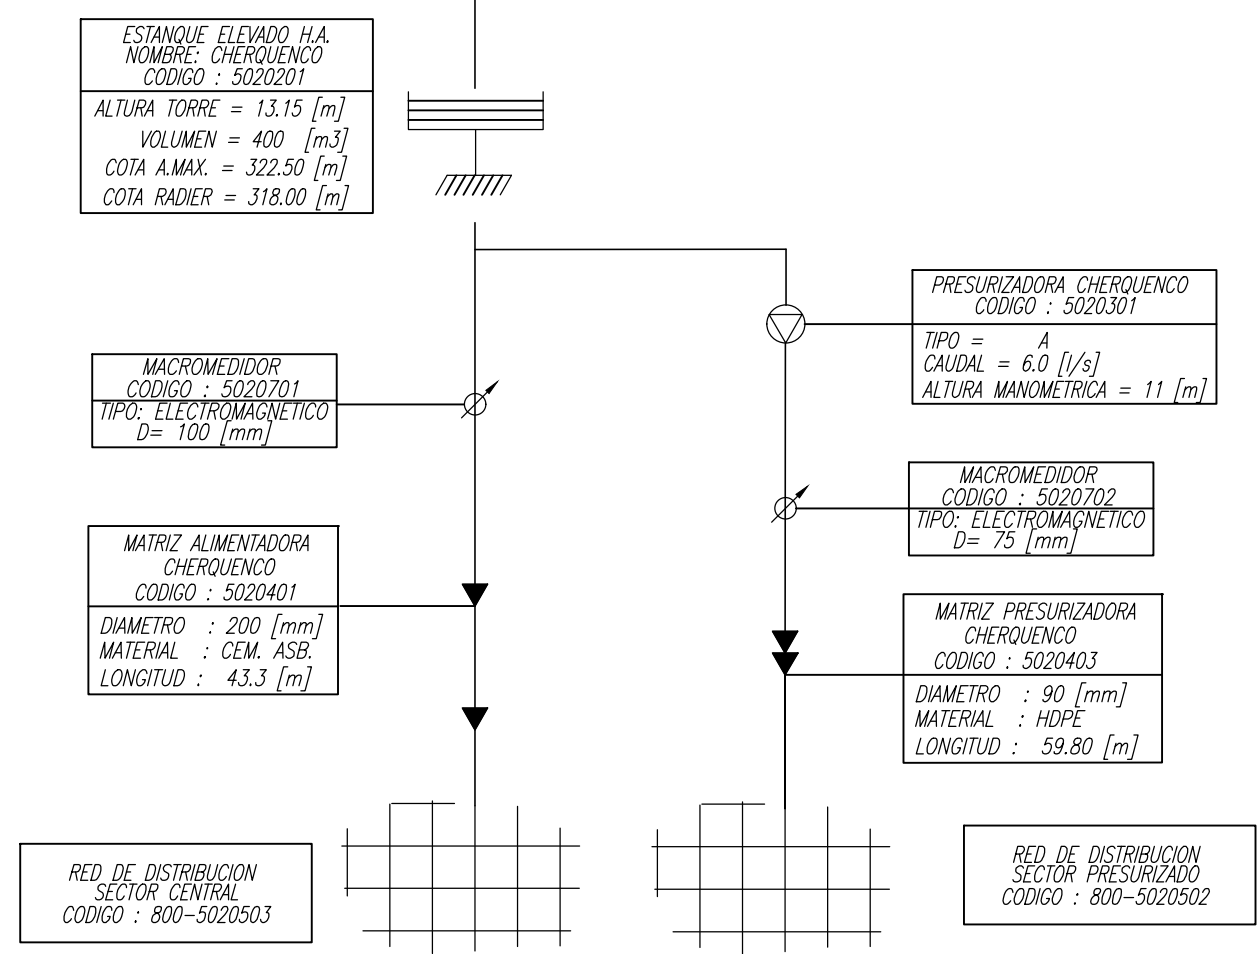 ESTANQUE ELEVADO H.A.
NOMBRE: CHERQUENCO
CODIGO : 5020201
ALTURA TORRE = 13.15 [m]
VOLUMEN = 400 [m3]
COTA A.MAX. = 322.50 [m]
COTA RADIER = 318.00 [m]
PRESURIZADORA CHERQUENCO
CODIGO : 5020301
TIPO = A
CAUDAL = 6.0 [l/s]
ALTURA MANOMETRICA = 11 [m]
MACROMEDIDOR
CODIGO : 5020701
TIPO: ELECTROMAGNETICO
D= 100 [mm]
MACROMEDIDOR
CODIGO : 5020702
TIPO: ELECTROMAGNETICO
D= 75 [mm]
MATRIZ ALIMENTADORA
CHERQUENCO
CODIGO : 5020401
DIAMETRO : 200 [mm]
MATERIAL : CEM. ASB.
LONGITUD : 43.3 [m]
MATRIZ PRESURIZADORA
CHERQUENCO
CODIGO : 5020403
DIAMETRO : 90 [mm]
MATERIAL : HDPE
LONGITUD : 59.80 [m]
RED DE DISTRIBUCION
SECTOR CENTRAL
CODIGO : 800-5020503
RED DE DISTRIBUCION
SECTOR PRESURIZADO
CODIGO : 800-5020502